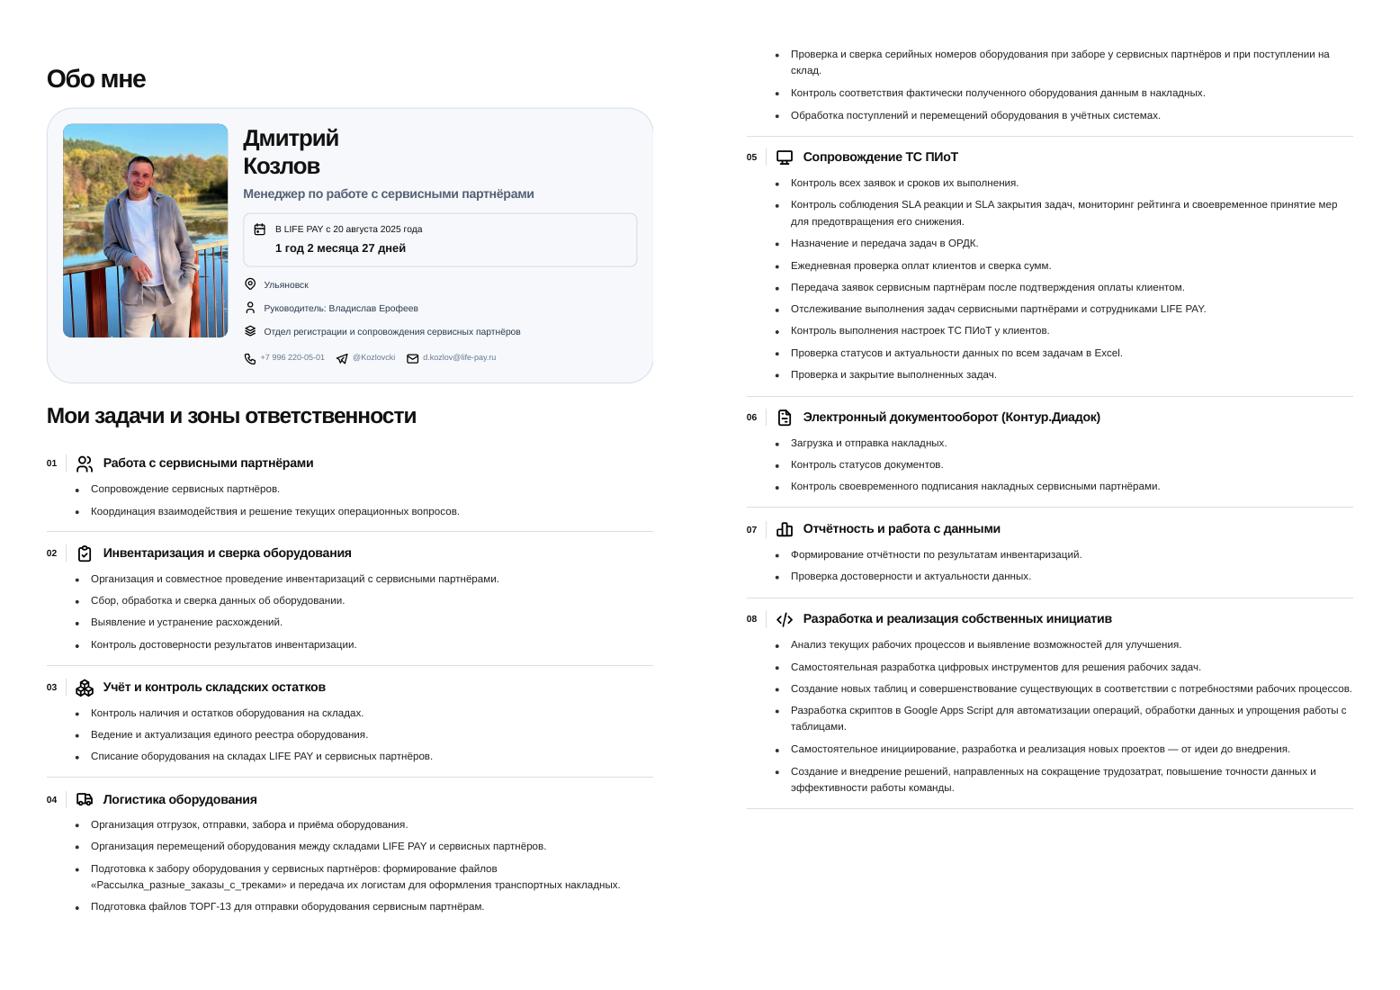 Обо мне
Дмитрий
Козлов
Менеджер по работе с сервисными партнёрами
В LIFE PAY с 20 августа 2025 года
1 год 2 месяца 27 дней
Ульяновск
Руководитель: Владислав Ерофеев
Отдел регистрации и сопровождения сервисных партнёров
+7 996 220-05-01 @Kozlovcki d.kozlov@life-pay.ru
Мои задачи и зоны ответственности
01 Работа с сервисными партнёрами
• Сопровождение сервисных партнёров.
• Координация взаимодействия и решение текущих операционных вопросов.
02 Инвентаризация и сверка оборудования
• Организация и совместное проведение инвентаризаций с сервисными партнёрами.
• Сбор, обработка и сверка данных об оборудовании.
• Выявление и устранение расхождений.
• Контроль достоверности результатов инвентаризации.
03 Учёт и контроль складских остатков
• Контроль наличия и остатков оборудования на складах.
• Ведение и актуализация единого реестра оборудования.
• Списание оборудования на складах LIFE PAY и сервисных партнёров.
04 Логистика оборудования
• Организация отгрузок, отправки, забора и приёма оборудования.
• Организация перемещений оборудования между складами LIFE PAY и сервисных партнёров.
• Подготовка к забору оборудования у сервисных партнёров: формирование файлов
«Рассылка_разные_заказы_с_треками» и передача их логистам для оформления транспортных накладных.
• Подготовка файлов ТОРГ-13 для отправки оборудования сервисным партнёрам.
• Проверка и сверка серийных номеров оборудования при заборе у сервисных партнёров и при поступлении на
склад.
• Контроль соответствия фактически полученного оборудования данным в накладных.
• Обработка поступлений и перемещений оборудования в учётных системах.
05 Сопровождение ТС ПИоТ
• Контроль всех заявок и сроков их выполнения.
• Контроль соблюдения SLA реакции и SLA закрытия задач, мониторинг рейтинга и своевременное принятие мер
для предотвращения его снижения.
• Назначение и передача задач в ОРДК.
• Ежедневная проверка оплат клиентов и сверка сумм.
• Передача заявок сервисным партнёрам после подтверждения оплаты клиентом.
• Отслеживание выполнения задач сервисными партнёрами и сотрудниками LIFE PAY.
• Контроль выполнения настроек ТС ПИоТ у клиентов.
• Проверка статусов и актуальности данных по всем задачам в Excel.
• Проверка и закрытие выполненных задач.
06 Электронный документооборот (Контур.Диадок)
• Загрузка и отправка накладных.
• Контроль статусов документов.
• Контроль своевременного подписания накладных сервисными партнёрами.
07 Отчётность и работа с данными
• Формирование отчётности по результатам инвентаризаций.
• Проверка достоверности и актуальности данных.
08 Разработка и реализация собственных инициатив
• Анализ текущих рабочих процессов и выявление возможностей для улучшения.
• Самостоятельная разработка цифровых инструментов для решения рабочих задач.
• Создание новых таблиц и совершенствование существующих в соответствии с потребностями рабочих процессов.
• Разработка скриптов в Google Apps Script для автоматизации операций, обработки данных и упрощения работы с
таблицами.
• Самостоятельное инициирование, разработка и реализация новых проектов — от идеи до внедрения.
• Создание и внедрение решений, направленных на сокращение трудозатрат, повышение точности данных и
эффективности работы команды.